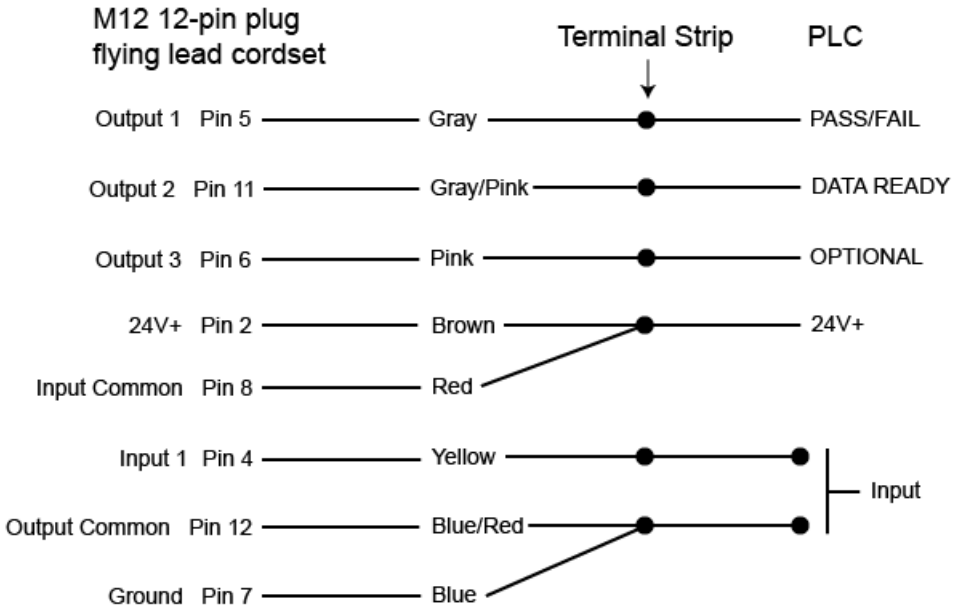 M12 12-pin plug
flying lead cordset
Terminal Strip PLC
Output 1 Pin 5 Gray PASS/FAIL
Output 2 Pin 11 Gray/Pink DATA READY
Output 3 Pin 6 Pink OPTIONAL
24V+ Pin 2 Brown 24V+
Input Common Pin 8 Red
Input 1 Pin 4 Yellow
Input
Output Common Pin 12 Blue/Red
Ground Pin 7 Blue